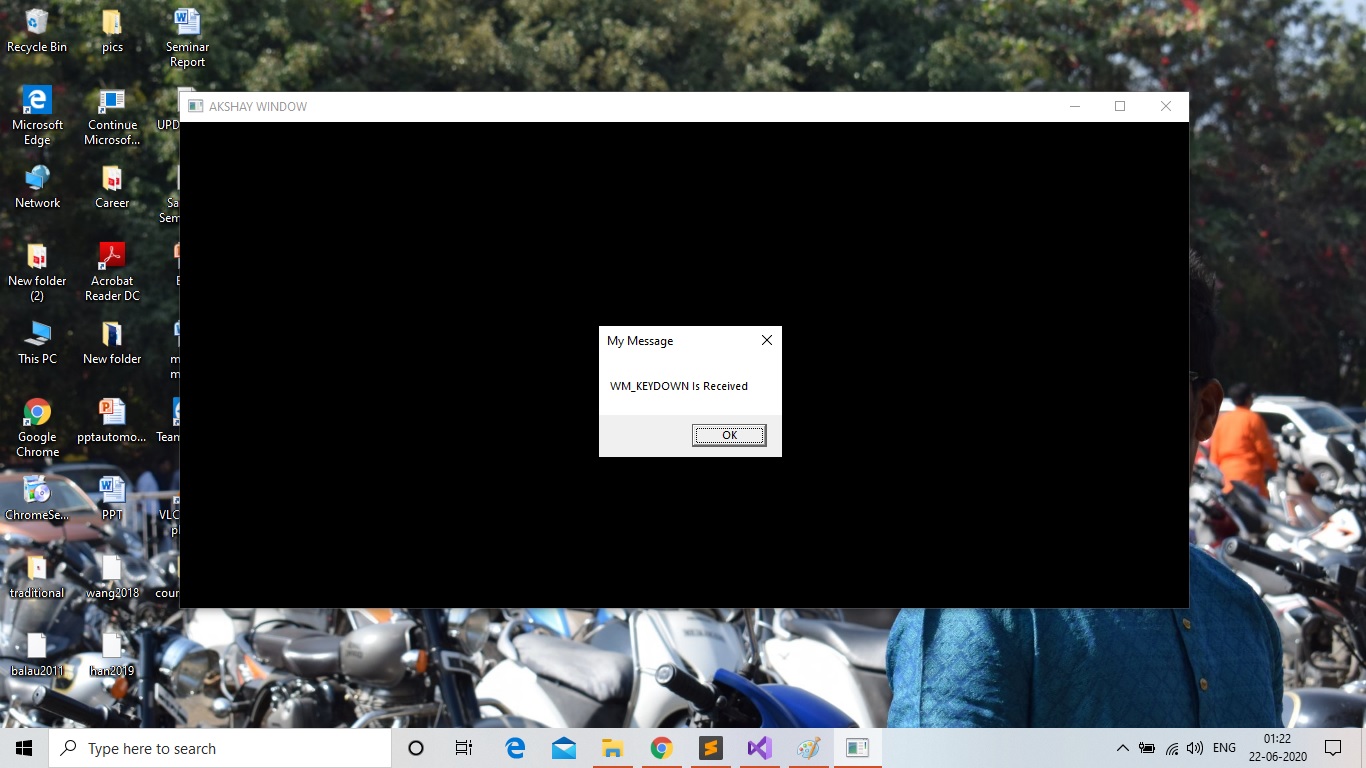 Recycle Bin
pics
Seminar
Report
Microsoft
Edge
Continue
Microsof...
UPD
Network
Career
Sa
Sem
New folder
(2)
Acrobat
Reader DC
E
This PC
New folder
m
m
Google
Chrome
pptautomo...
Team
ChromeSe...
PPT
VLC
pl
traditional
wang2018
cour
balau2011
han2019
AKSHAY WINDOW
My Message
WM_KEYDOWN Is Received
OK
Type here to search
ENG
01:22
22-06-2020